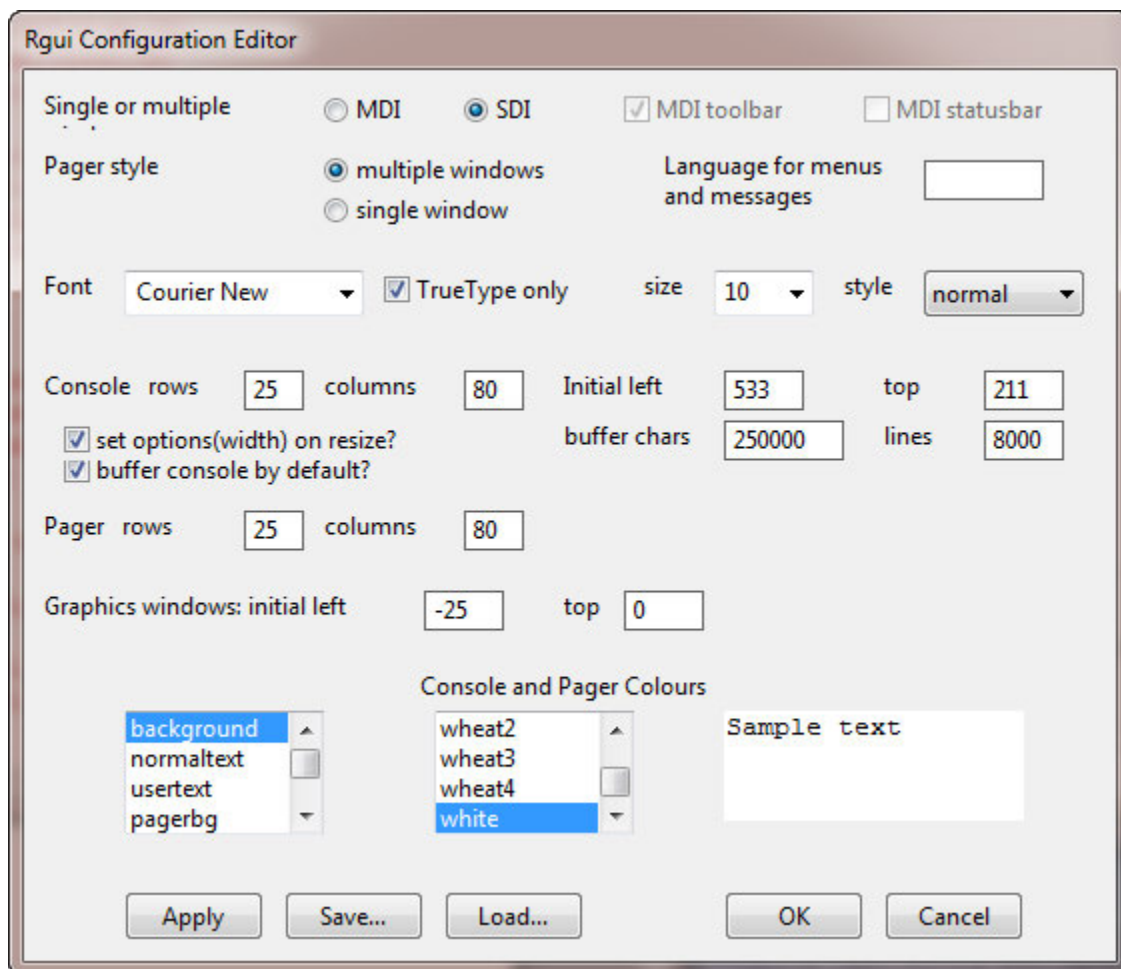 Rgui Configuration Editor
Single or multiple MDI SDI MDI toolbar MDI statusbar
Pager style multiple windows Language for menus
and messages
single window
Font Courier New TrueType only size 10 style normal
Console rows 25 columns 80 Initial left 533 top 211
set options(width) on resize? buffer chars 250000 lines 8000
buffer console by default?
Pager rows 25 columns 80
Graphics windows: initial left -25 top 0
Console and Pager Colours
background wheat2 Sample text
normaltext wheat3
usertext wheat4
pagerbg white
Apply Save... Load... OK Cancel